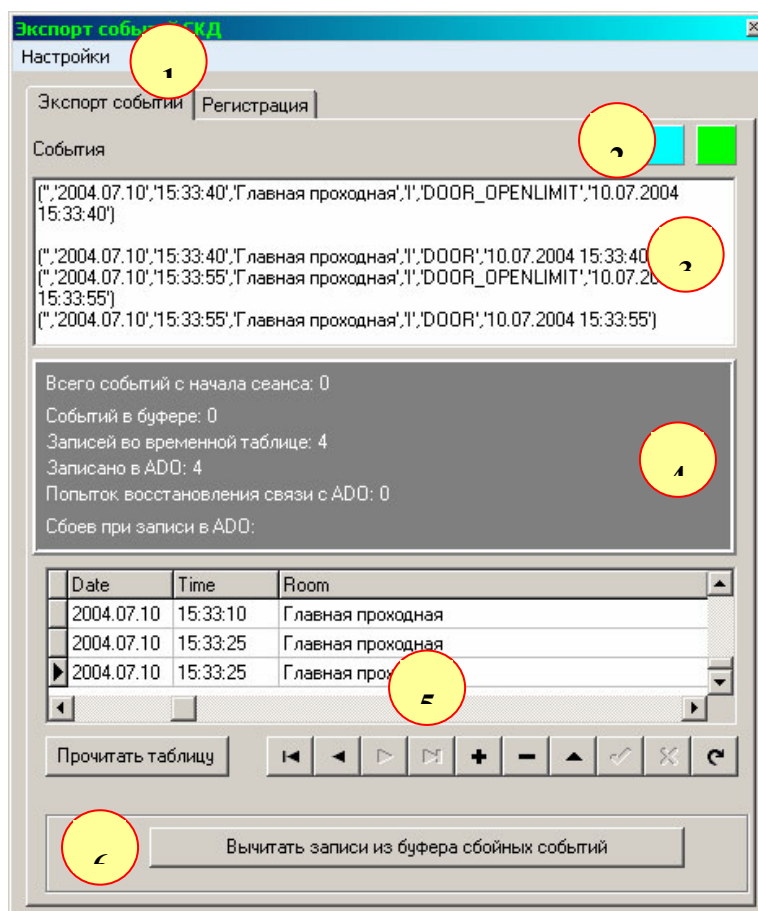 Экспорт событий СКД
Настройки
Экспорт событий Регистрация
События
('','2004.07.10','15:33:40','Главная проходная','I','DOOR_OPENLIMIT','10.07.2004
15:33:40')
('','2004.07.10','15:33:40','Главная проходная','I','DOOR','10.07.2004 15:33:40
('','2004.07.10','15:33:55','Главная проходная','I','DOOR_OPENLIMIT','10.07.20
15:33:55')
('','2004.07.10','15:33:55','Главная проходная','I','DOOR','10.07.2004 15:33:55')
Всего событий с начала сеанса: 0
Событий в буфере: 0
Записей во временной таблице: 4
Записано в ADO: 4
Попыток восстановления связи с ADO: 0
Сбоев при записи в ADO:
Date Time Room
2004.07.10 15:33:10 Главная проходная
2004.07.10 15:33:25 Главная проходная
2004.07.10 15:33:25 Главная прох
Прочитать таблицу
Вычитать записи из буфера сбойных событий